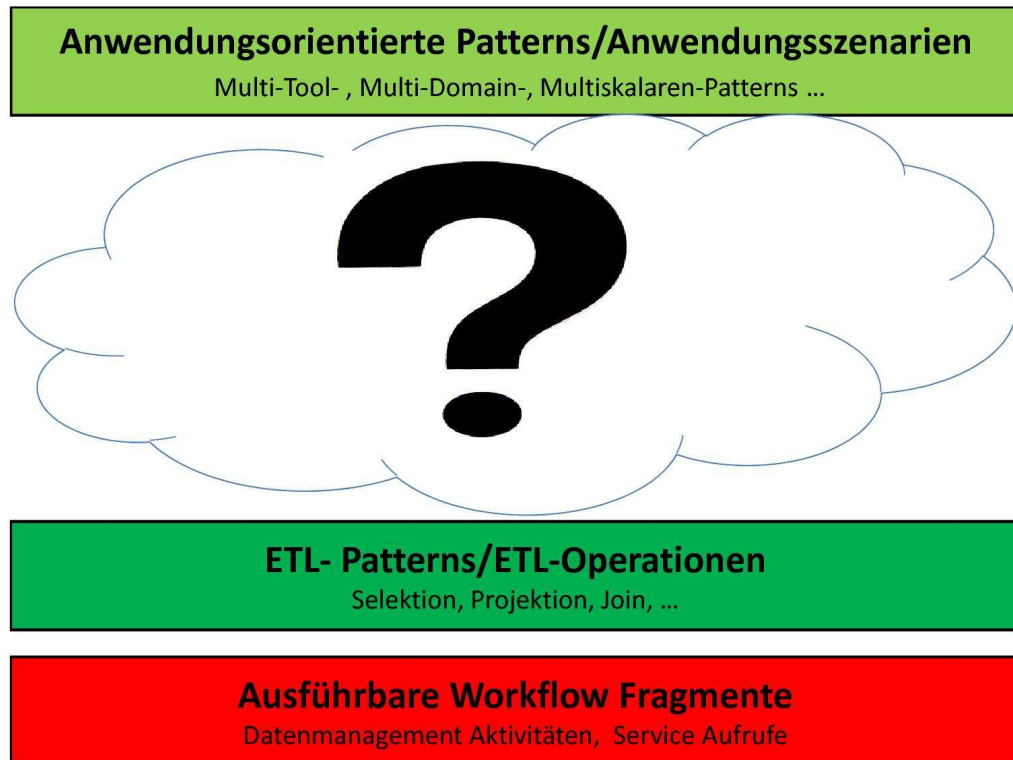 Anwendungsorientierte Patterns/Anwendungsszenarien
Multi-Tool- , Multi-Domain-, Multiskalaren-Patterns ...
?
ETL- Patterns/ETL-Operationen
Selektion, Projektion, Join, ...
Ausführbare Workflow Fragmente
Datenmanagement Aktivitäten, Service Aufrufe